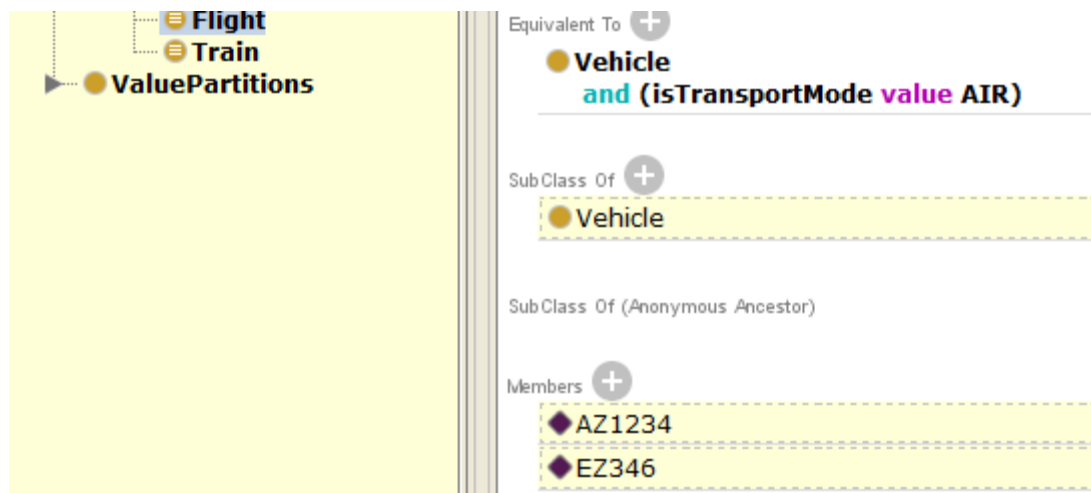 Flight
Train
ValuePartitions
Equivalent To
Vehicle
and (isTransportMode value AIR)
SubClass Of
Vehicle
SubClass Of (Anonymous Ancestor)
Members
AZ1234
EZ346